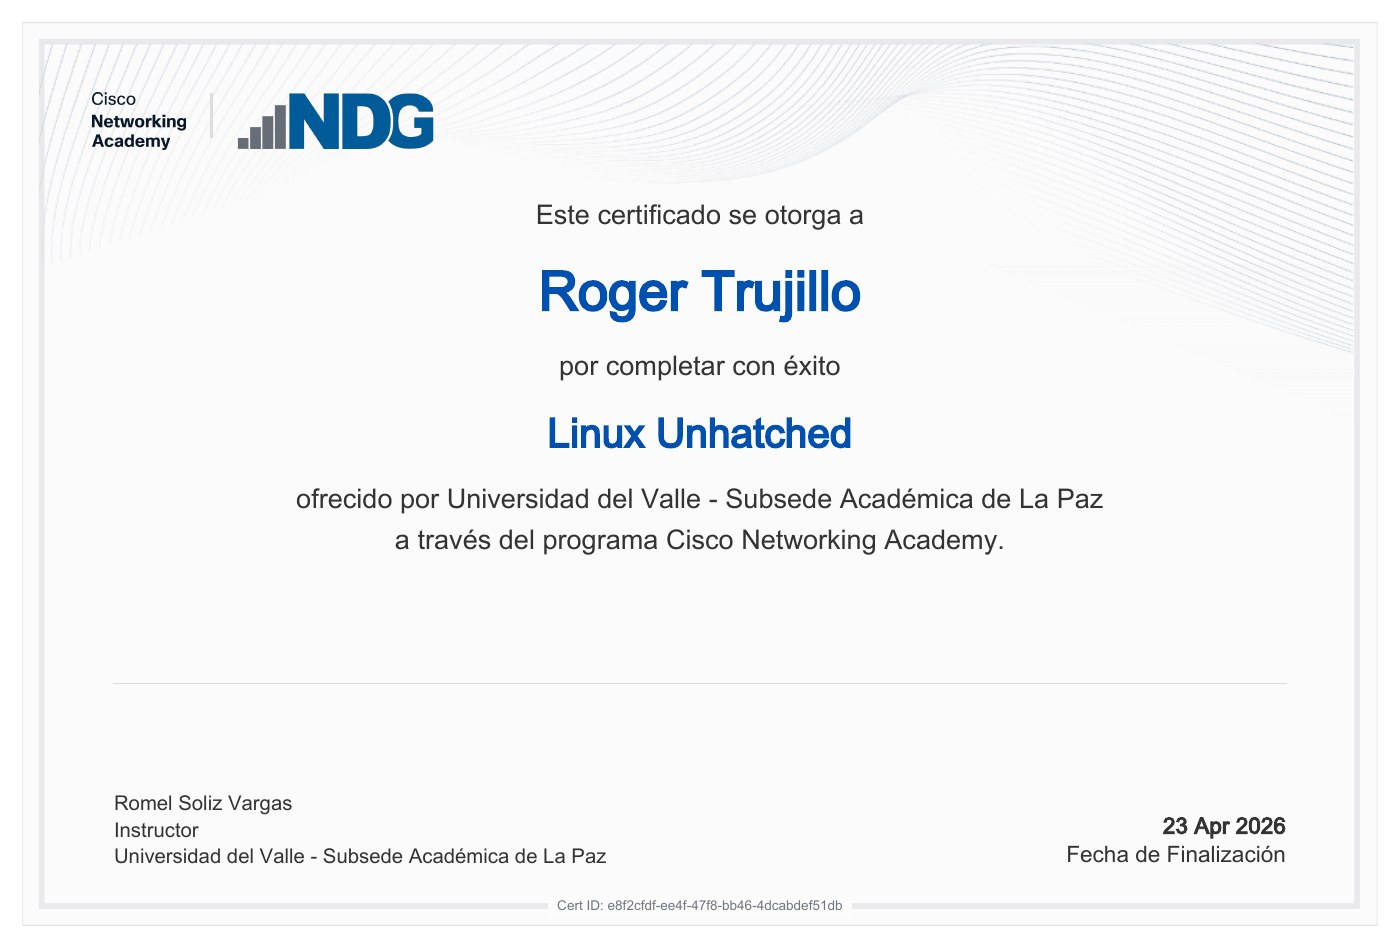 Cisco
Networking
Academy
NDG
Este certificado se otorga a
Roger Trujillo
por completar con éxito
Linux Unhatched
ofrecido por Universidad del Valle - Subsede Académica de La Paz
a través del programa Cisco Networking Academy.
Romel Soliz Vargas
Instructor
Universidad del Valle - Subsede Académica de La Paz
23 Apr 2026
Fecha de Finalización
Cert ID: e8f2cfdf-ee4f-47f8-bb46-4dcabdef51db